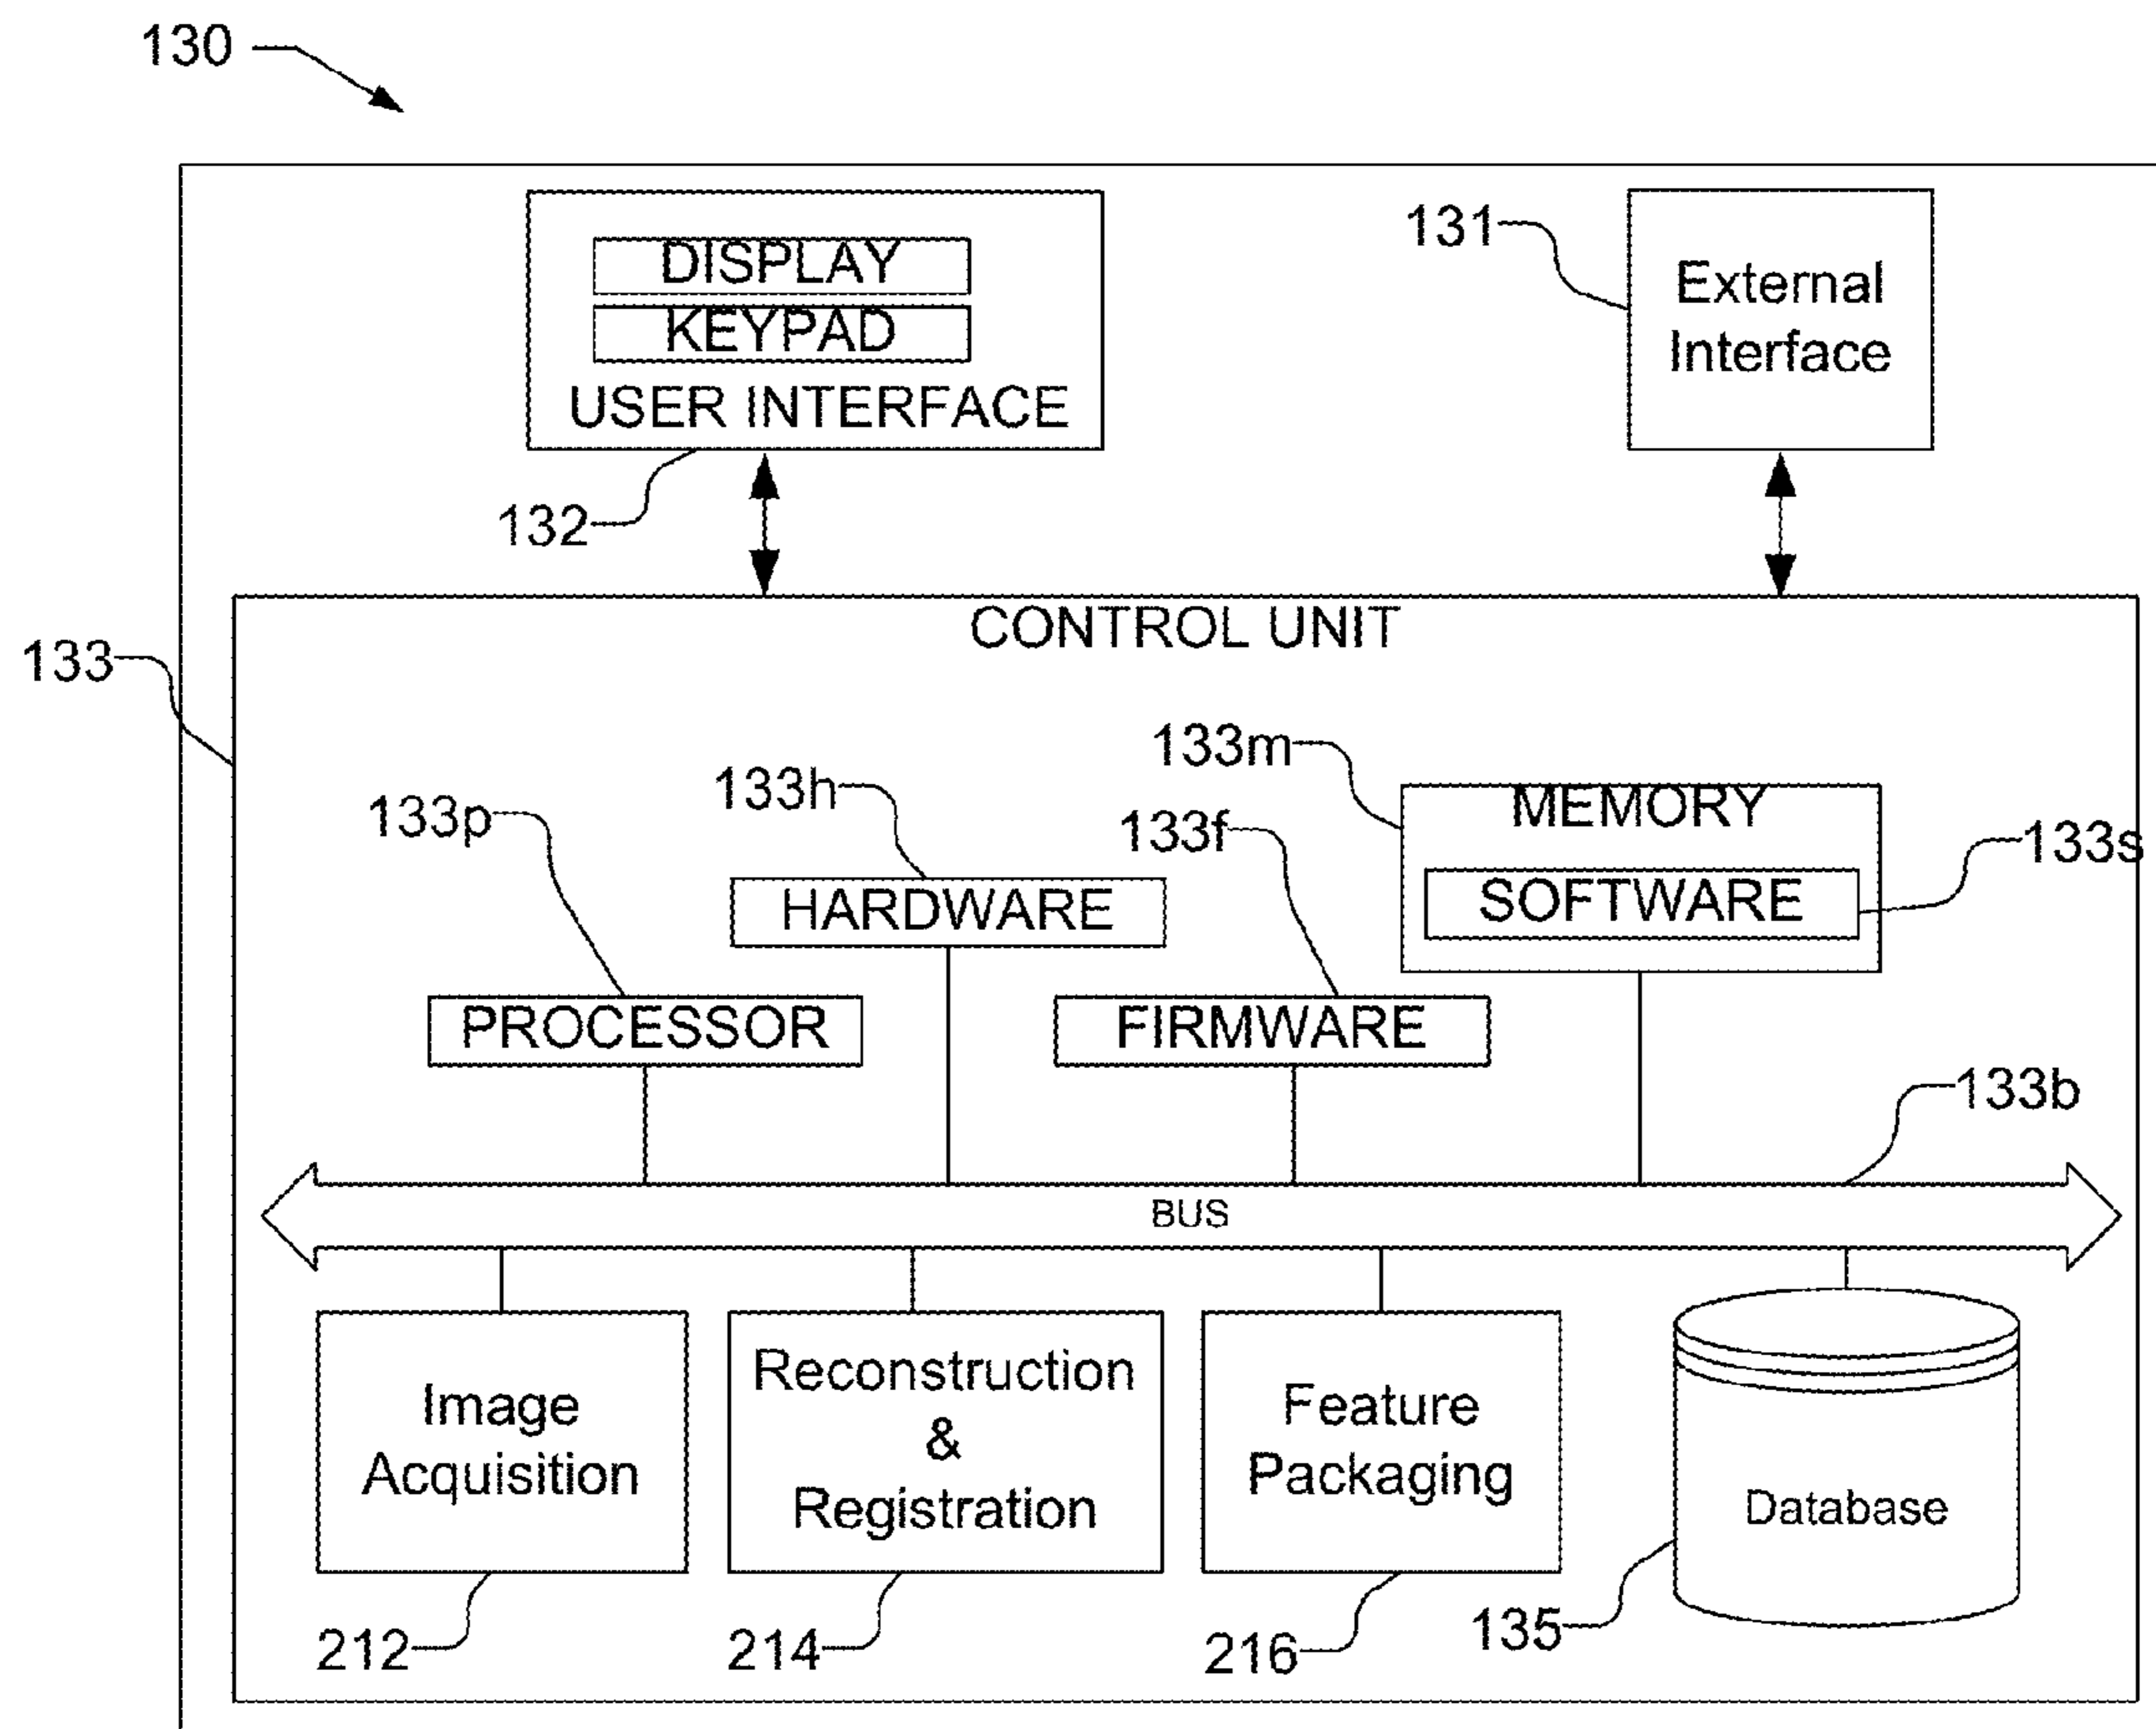 130
DISPLAY
KEYPAD
USER INTERFACE
132
131
External
Interface
133
CONTROL UNIT
133m
MEMORY
133s
SOFTWARE
133h
HARDWARE
133p
PROCESSOR
133f
FIRMWARE
133b
BUS
Image
Acquisition
212
Reconstruction
&
Registration
214
Feature
Packaging
216
Database
135